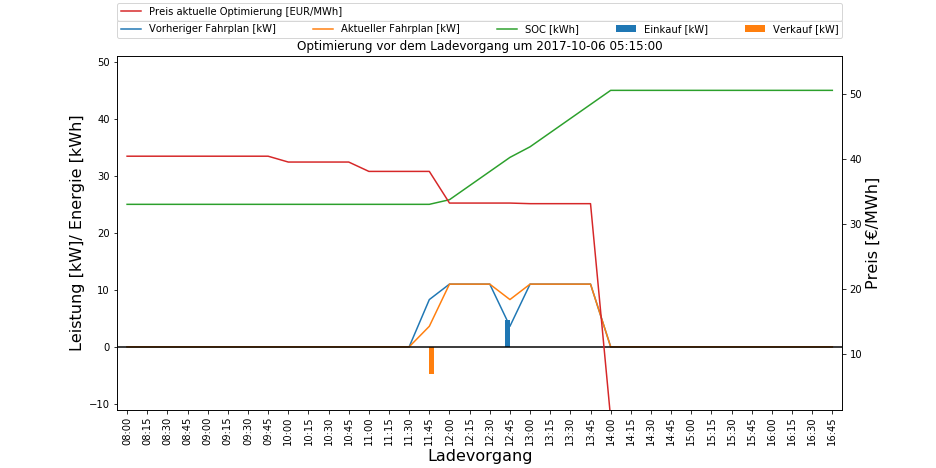 Preis aktuelle Optimierung [EUR/MWh]
Vorheriger Fahrplan [kW] Aktueller Fahrplan [kW] SOC [kWh] Einkauf [kW] Verkauf [kW]
Optimierung vor dem Ladevorgang um 2017-10-06 05:15:00
Leistung [kW]/ Energie [kWh]
50
40
30
20
10
0
−10
50
40
30
20
10
Preis [€/MWh]
08:00 08:15 08:30 08:45 09:00 09:15 09:30 09:45 10:00 10:15 10:30 10:45 11:00 11:15 11:30 11:45 12:00 12:15 12:30 12:45 13:00 13:15 13:30 13:45 14:00 14:15 14:30 14:45 15:00 15:15 15:30 15:45 16:00 16:15 16:30 16:45
Ladevorgang